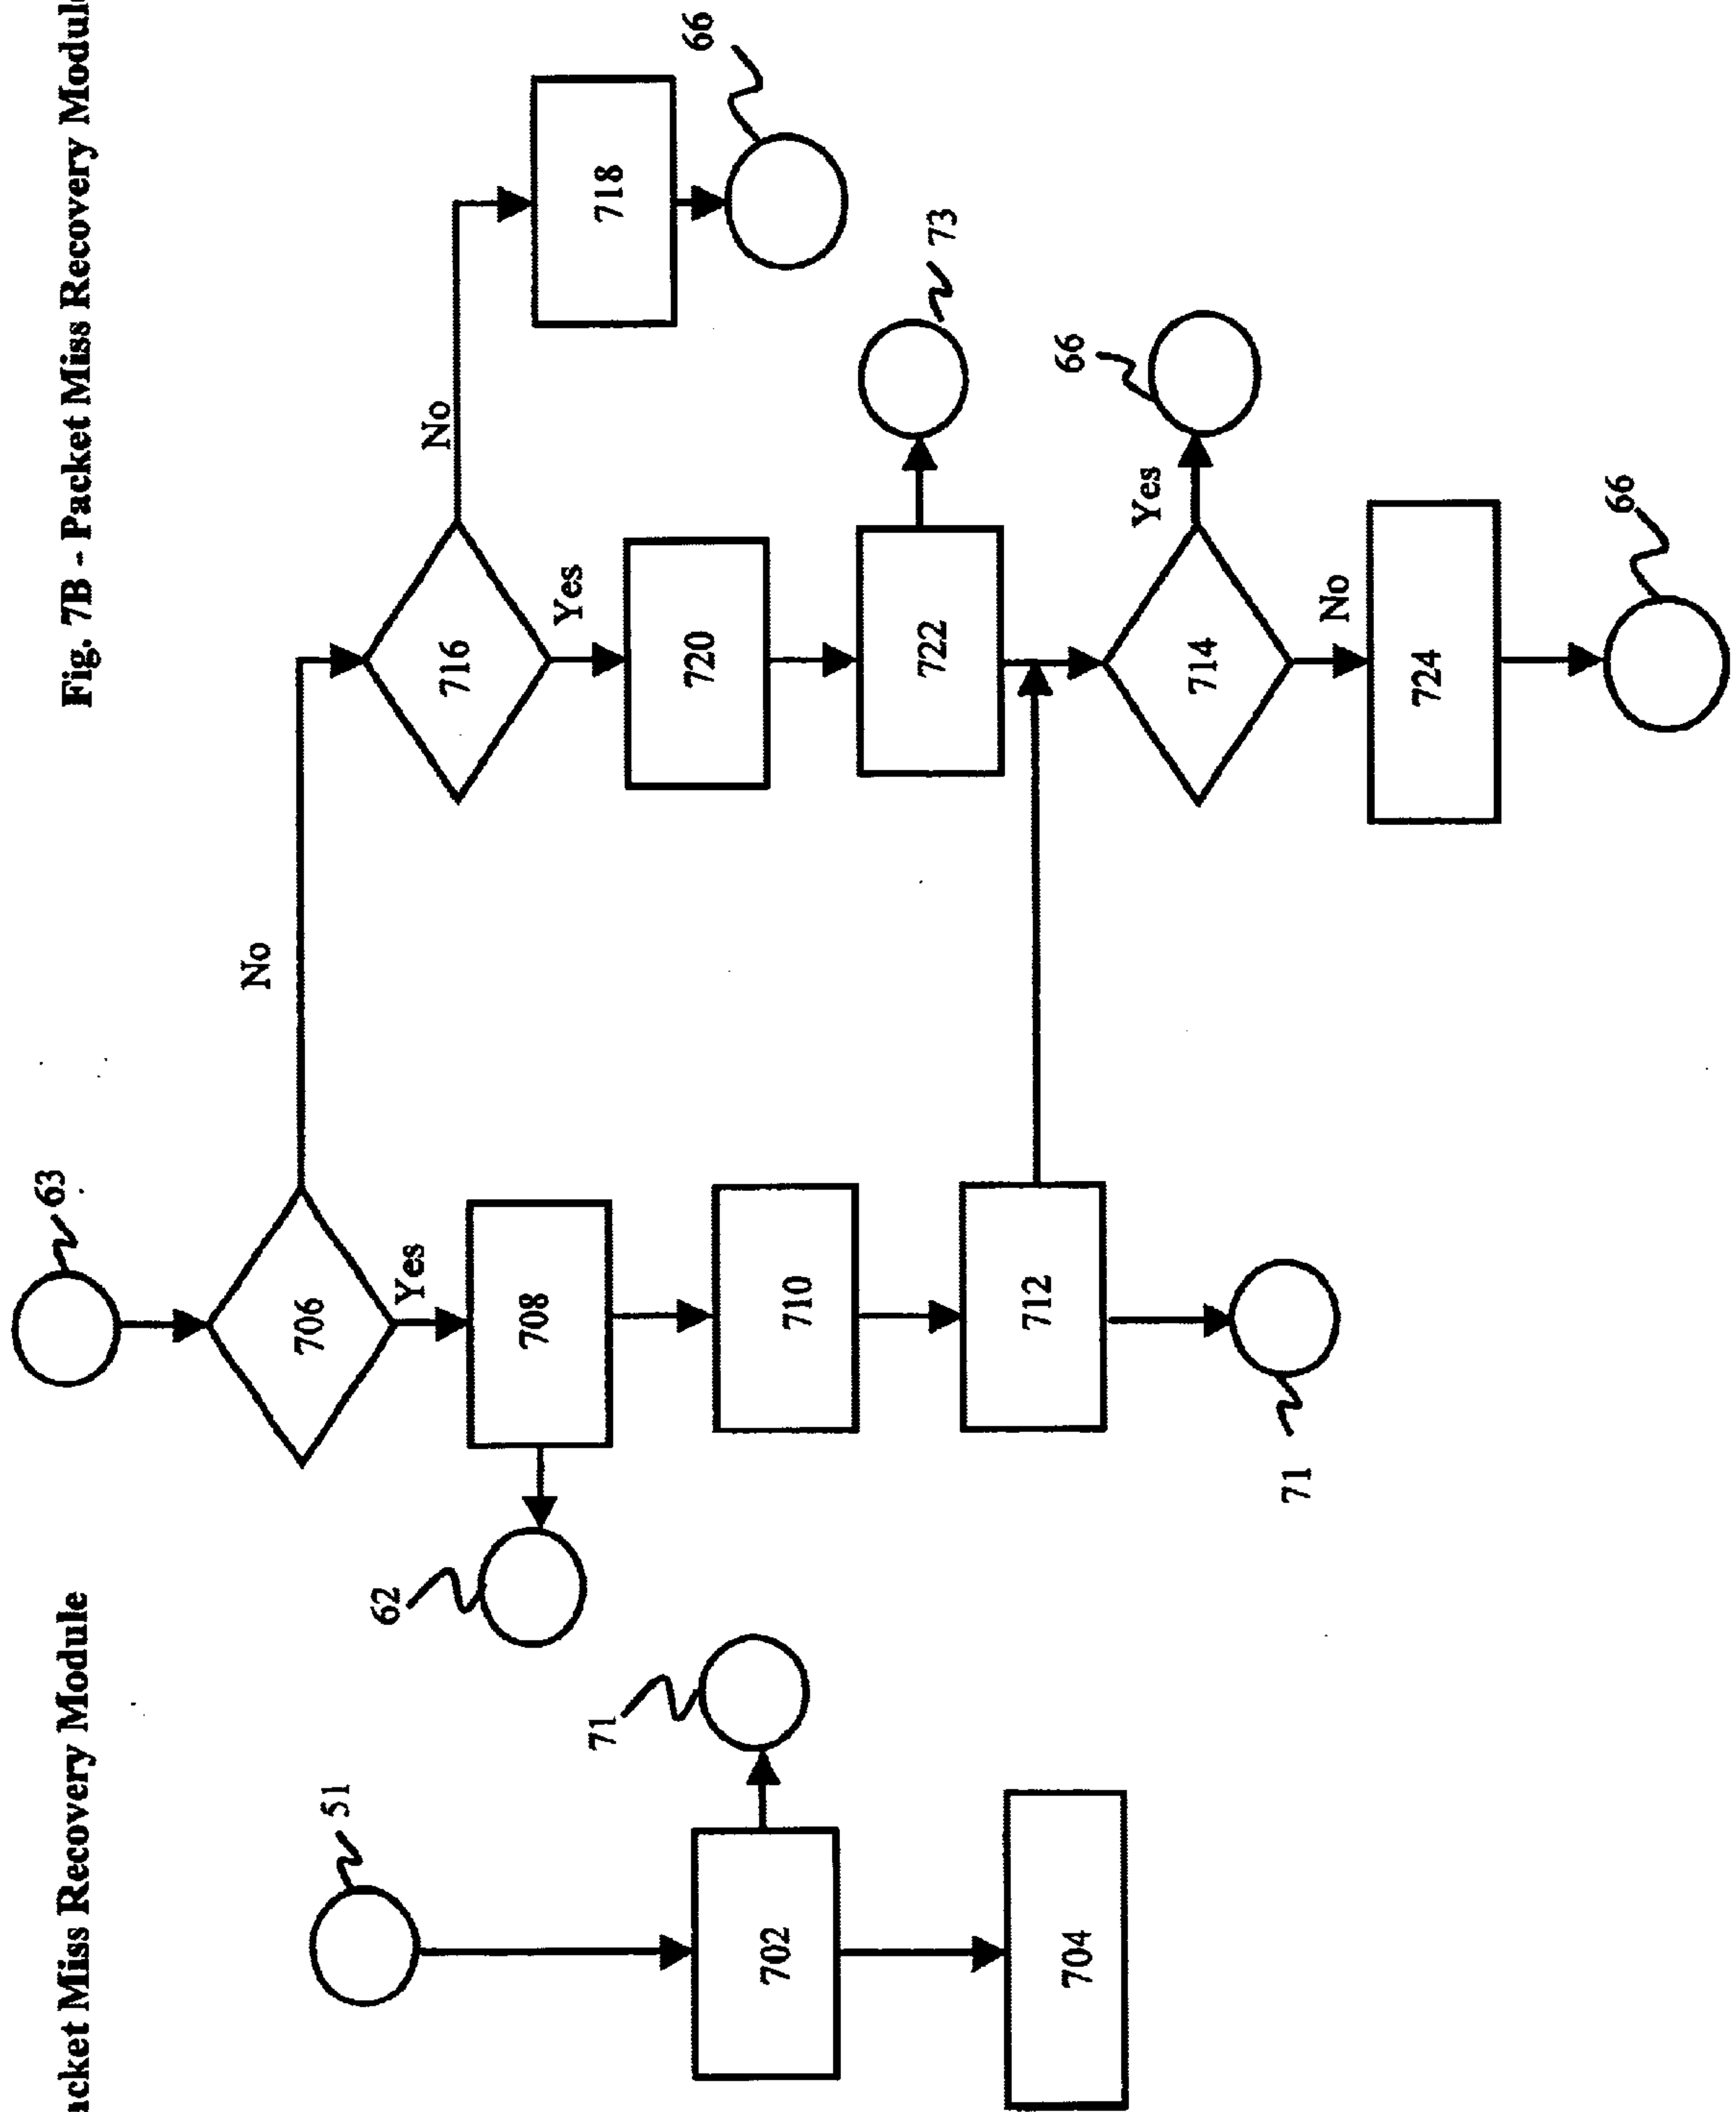 acket Miss Recovery Module
Fig. 7B - Packet Miss Recovery Modul
51
702
71
704
63
706
No
Yes
708
62
710
712
71
716
No
718
66
Yes
720
722
73
714
Yes
66
No
724
66